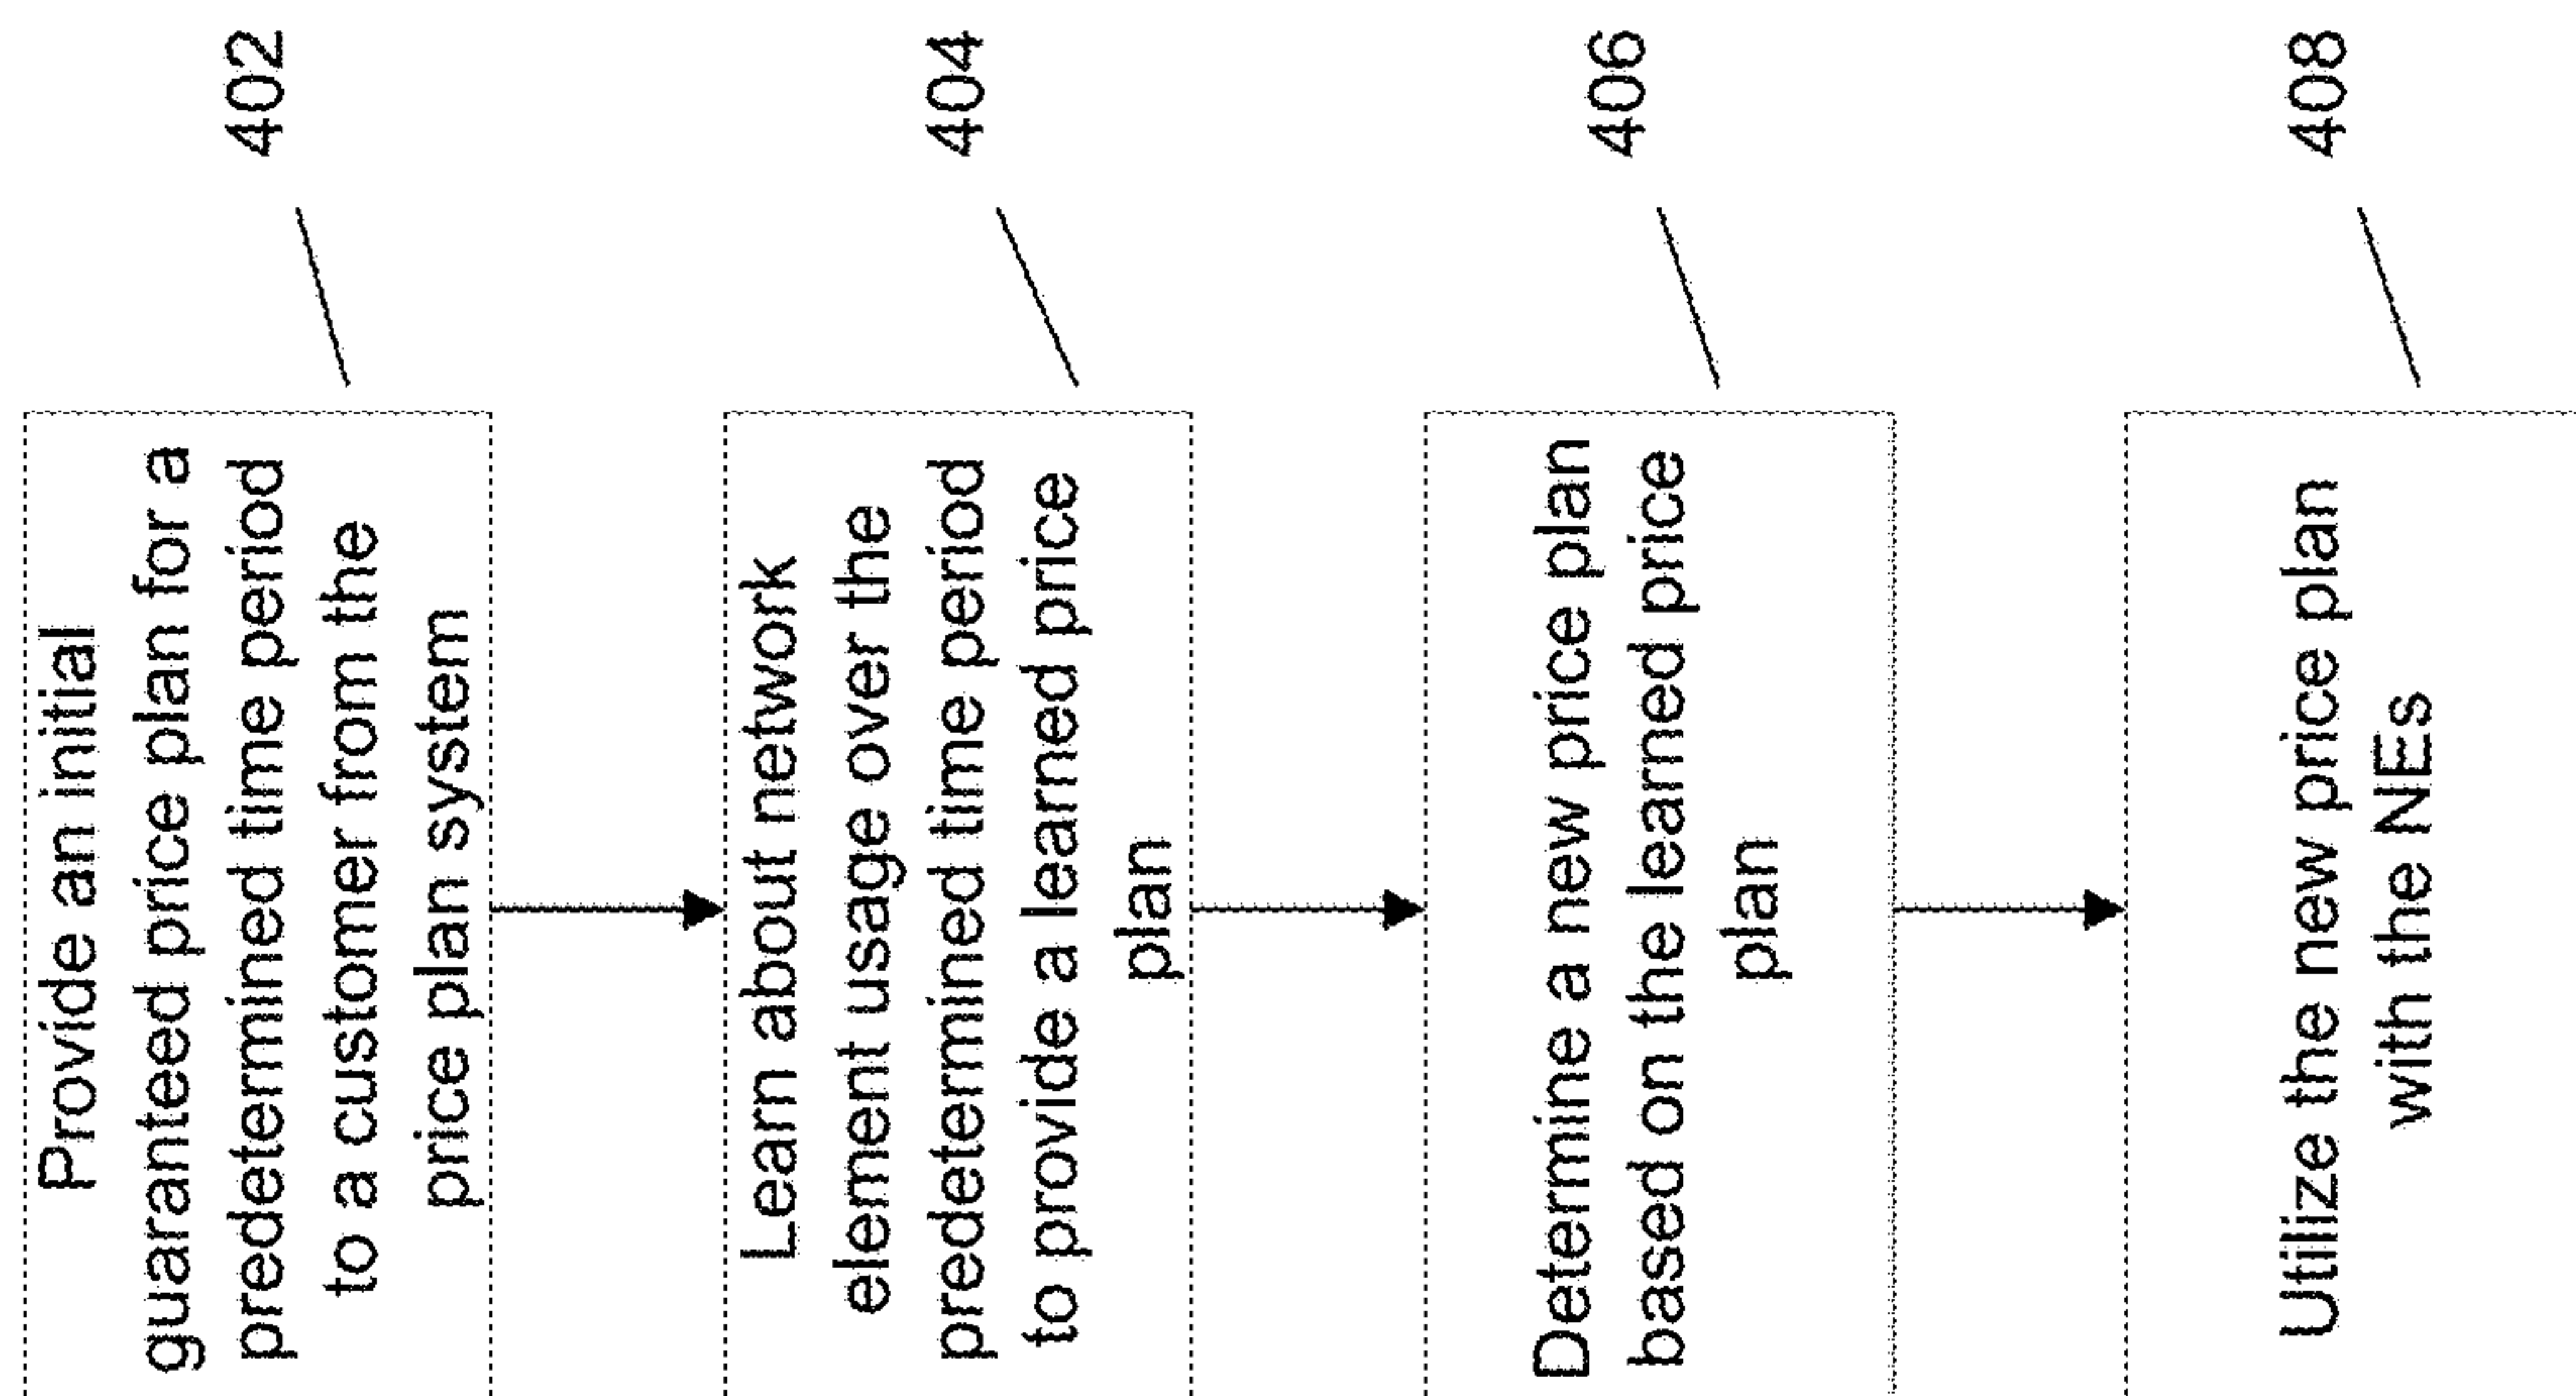 Provide an initial
guaranteed price plan for a
predetermined time period
to a customer from the
price plan system
402
Learn about network
element usage over the
predetermined time period
to provide a learned price
plan
404
Determine a new price plan
based on the learned price
plan
406
Utilize the new price plan
with the NEs
408